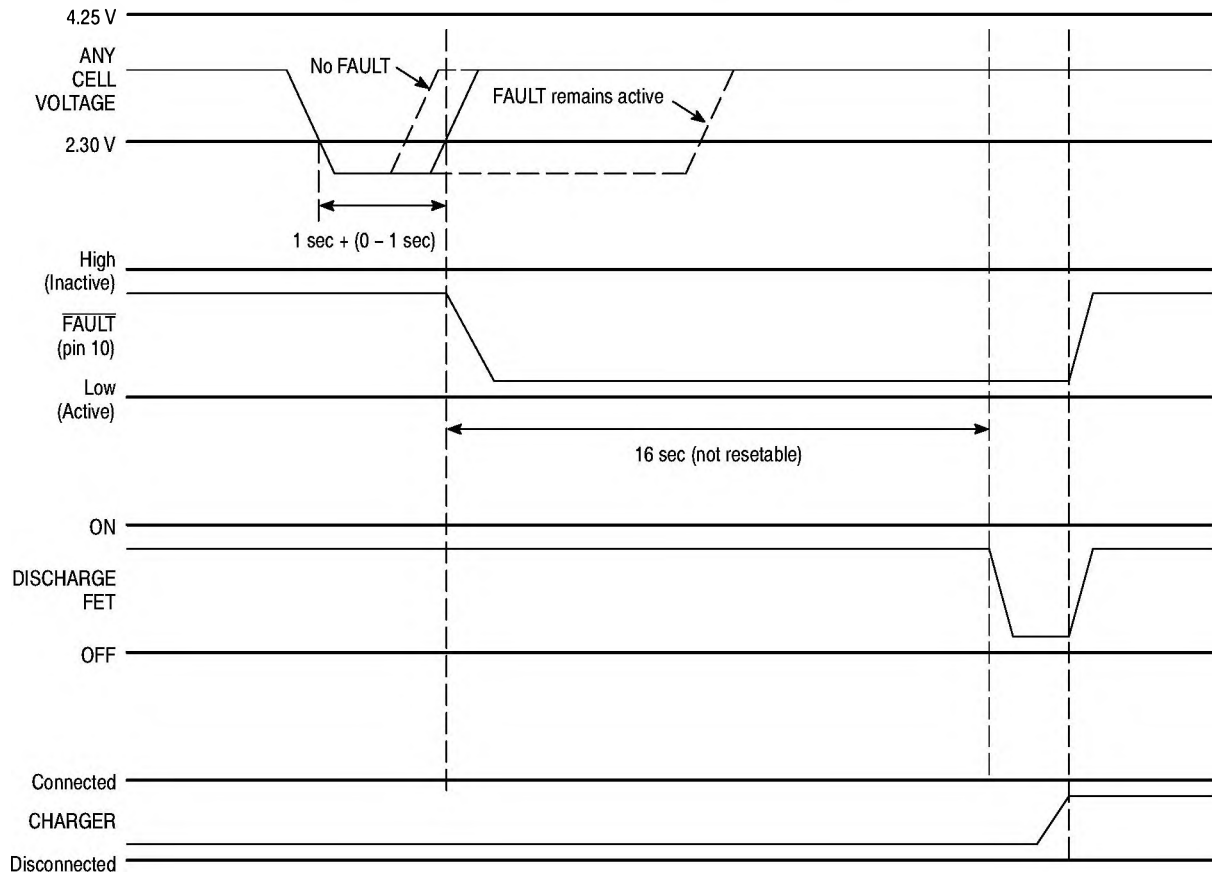 4.25 V
ANY
CELL
VOLTAGE
No FAULT
FAULT remains active
2.30 V
1 sec + (0 – 1 sec)
High
(Inactive)
FAULT
(pin 10)
Low
(Active)
16 sec (not resetable)
ON
DISCHARGE
FET
OFF
Connected
CHARGER
Disconnected